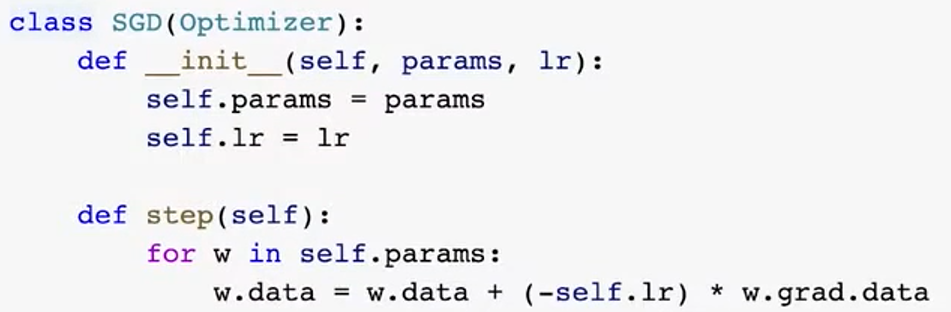 class SGD(Optimizer):
    def __init__(self, params, lr):
        self.params = params
        self.lr = lr

    def step(self):
        for w in self.params:
            w.data = w.data + (-self.lr) * w.grad.data